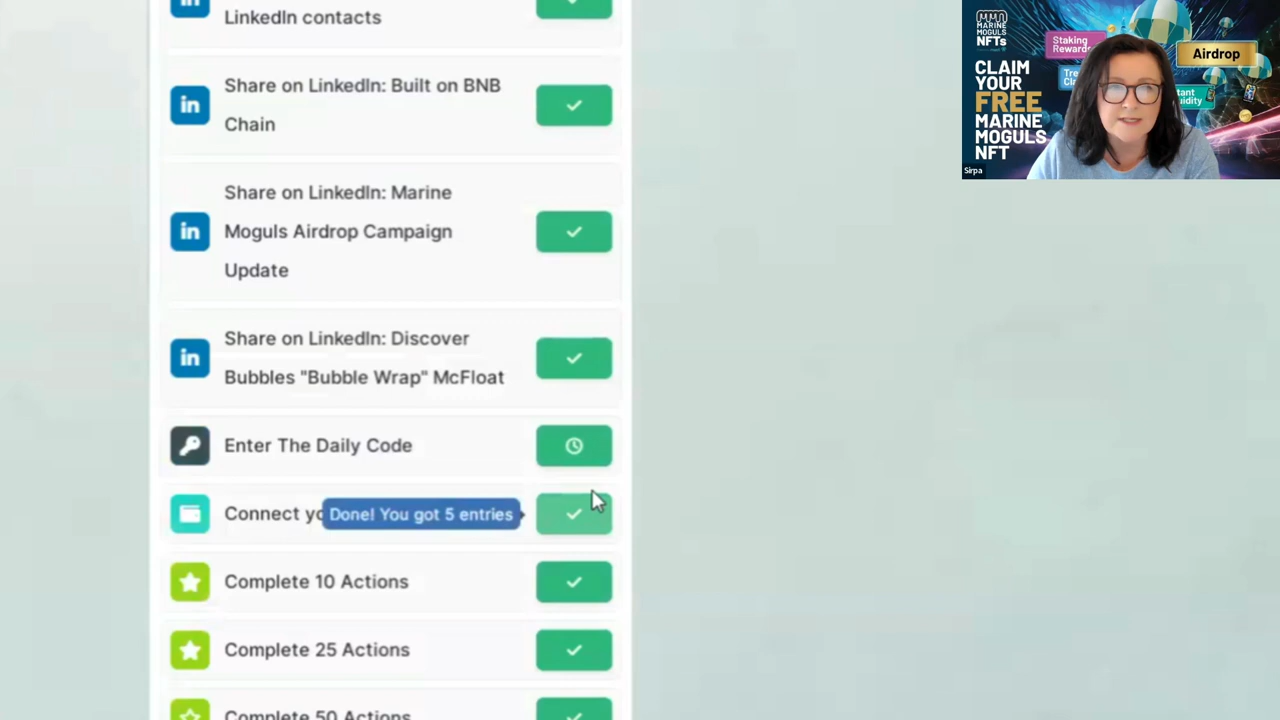 LinkedIn contacts
Share on LinkedIn: Built on BNB
Chain
Share on LinkedIn: Marine
Moguls Airdrop Campaign
Update
Share on LinkedIn: Discover
Bubbles "Bubble Wrap" McFloat
Enter The Daily Code
Connect yo
Done! You got 5 entries
Complete 10 Actions
Complete 25 Actions
Complete 50 Actions
MARINE
MOGULS
NFTs
Staking
Rewards
Airdrop
CLAIM
YOUR
FREE
MARINE
MOGULS
NFT
Sirpa